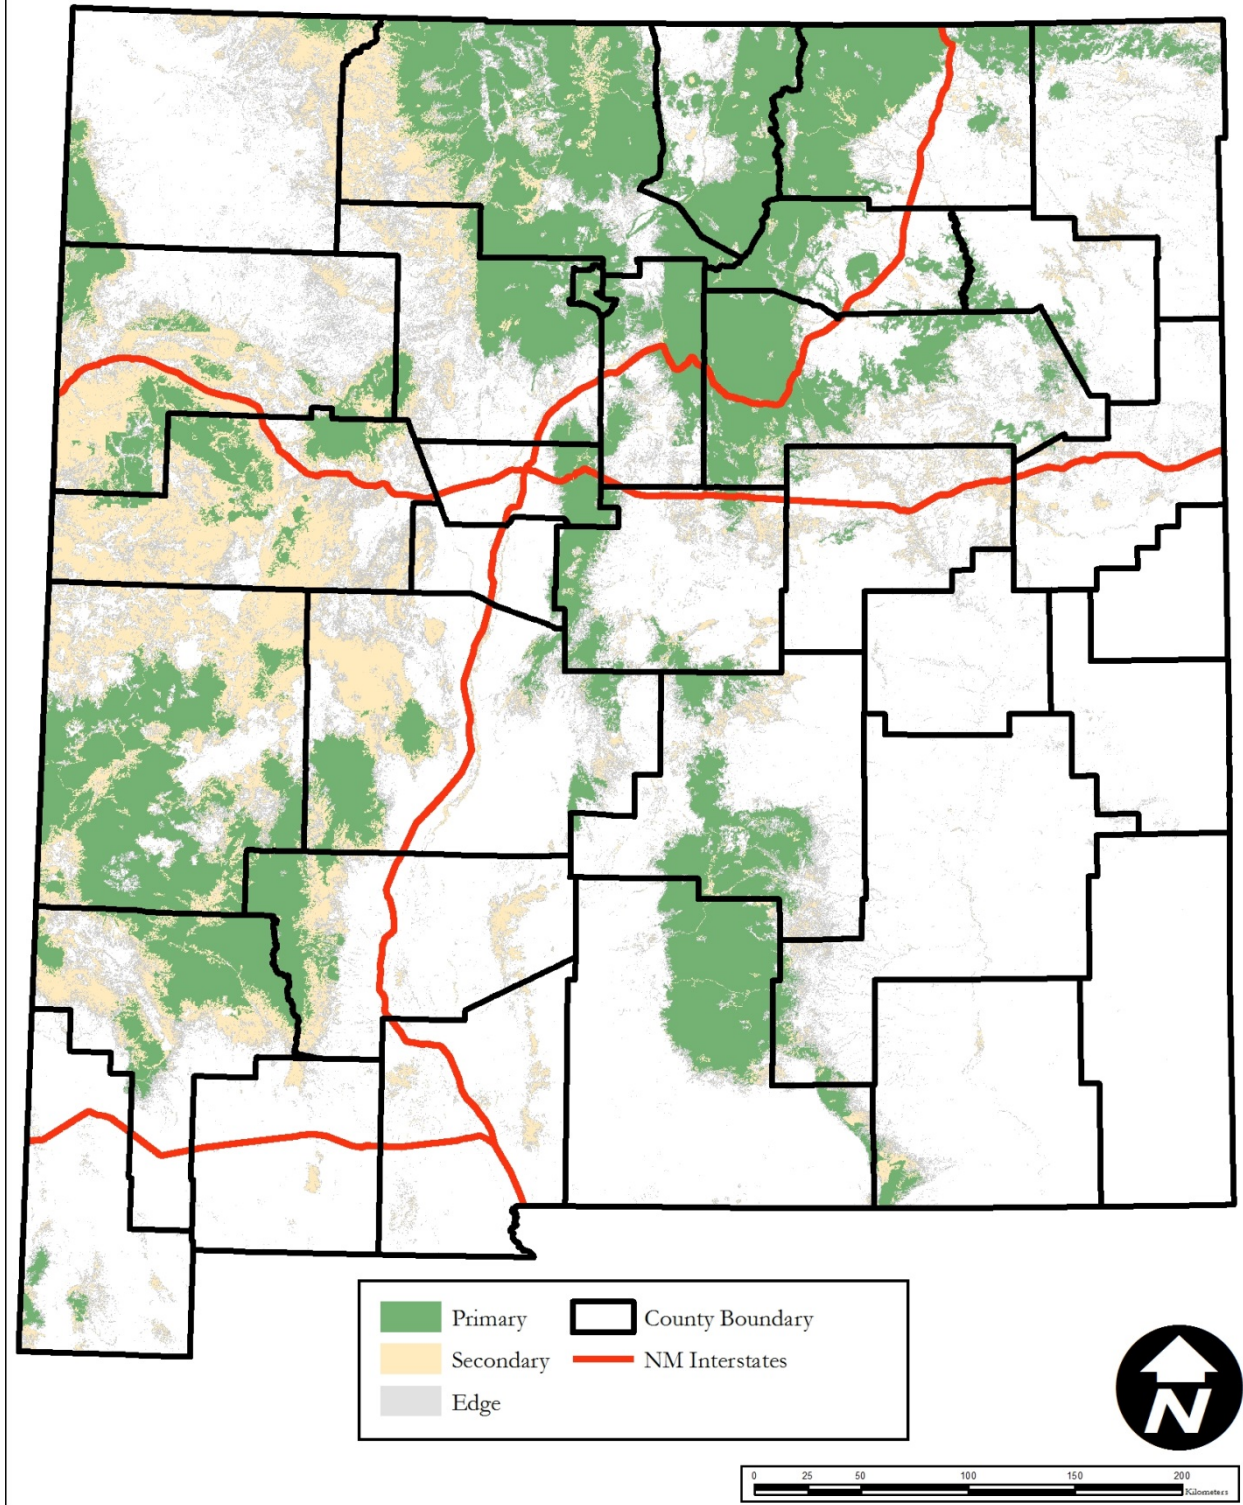 Primary
County Boundary
Secondary
NM Interstates
Edge
N
0 25 50 100 150 200
Kilometers